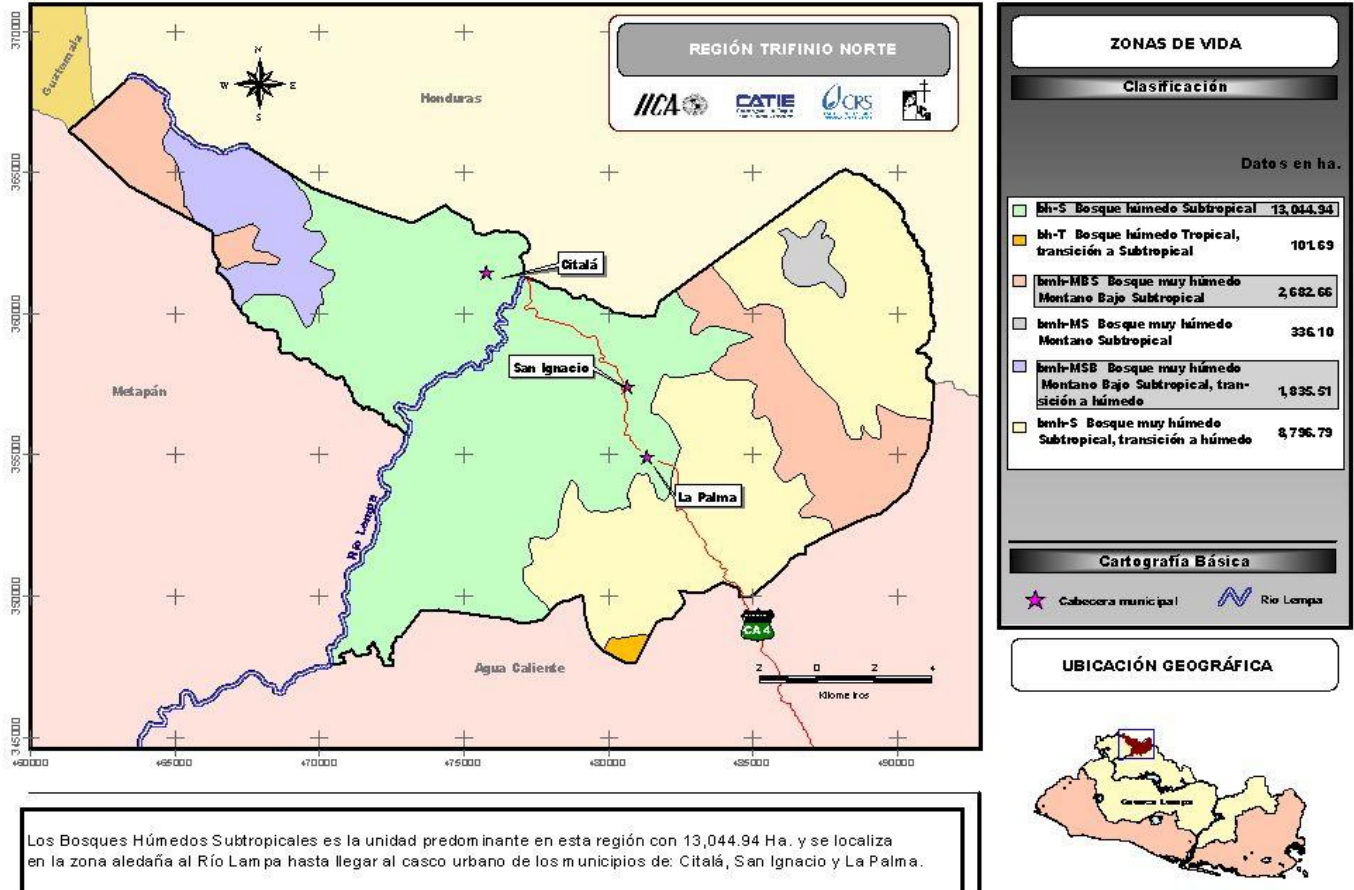 REGIÓN TRIFINIO NORTE
IICA
CATIE
CRS
Guatemala
Honduras
N
W
E
S
Citalá
San Ignacio
La Palma
Metapán
Río Lempa
Agua Caliente
CA 4
2 0 2 4
Kilometros
370000
365000
360000
355000
350000
345000
460000 465000 470000 475000 480000 485000 490000
ZONAS DE VIDA
Clasificación
Datos en ha.
bh-S Bosque húmedo Subtropical 13,044.94
bh-T Bosque húmedo Tropical,
transición a Subtropical 101.69
bmh-MBS Bosque muy húmedo
Montano Bajo Subtropical 2,682.66
bmh-MS Bosque muy húmedo
Montano Subtropical 336.10
bmh-MSB Bosque muy húmedo
Montano Bajo Subtropical, tran-
sición a húmedo 1,835.51
bmh-S Bosque muy húmedo
Subtropical, transición a húmedo 8,796.79
Cartografía Básica
Cabecera municipal
Rio Lempa
UBICACIÓN GEOGRÁFICA
Cuenca Lempa
Los Bosques Húmedos Subtropicales es la unidad predominante en esta región con 13,044.94 Ha. y se localiza
en la zona aledaña al Río Lampa hasta llegar al casco urbano de los municipios de: Citalá, San Ignacio y La Palma.